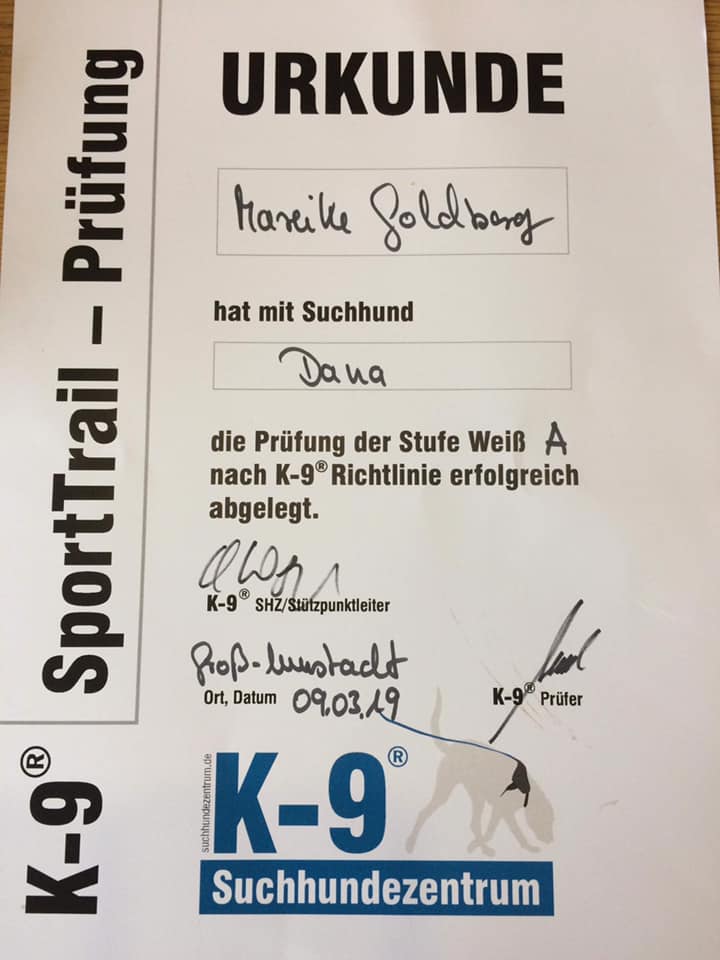 K-9® SportTrail – Prüfung
URKUNDE
Mareike Goldberg
hat mit Suchhund
Dana
die Prüfung der Stufe Weiß A
nach K-9® Richtlinie erfolgreich
abgelegt.
K-9® SHZ/Stützpunktleiter
Groß-Umstadt
Ort, Datum 09.03.19
K-9® Prüfer
suchhundezentrum.de
K-9®
Suchhundezentrum